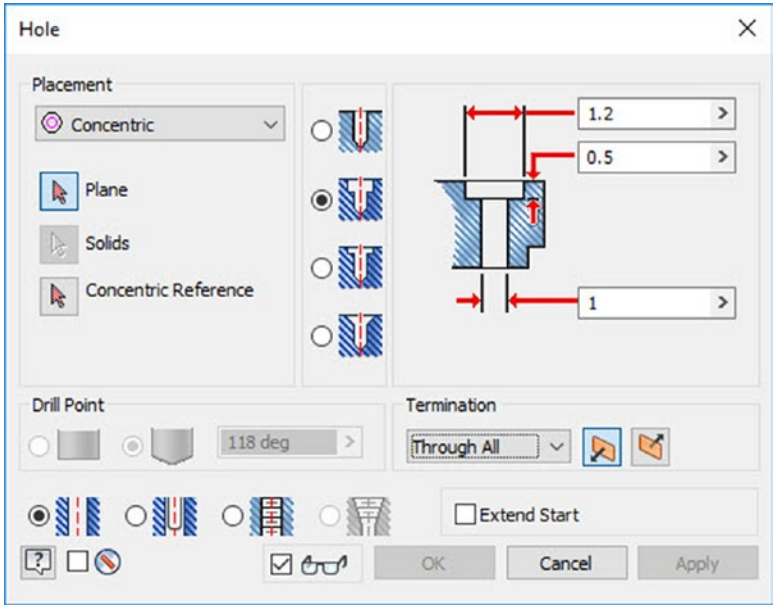 Hole
Placement
Concentric
Plane
Solids
Concentric Reference
1.2
0.5
1
Drill Point
118 deg
Termination
Through All
Extend Start
?
OK
Cancel
Apply